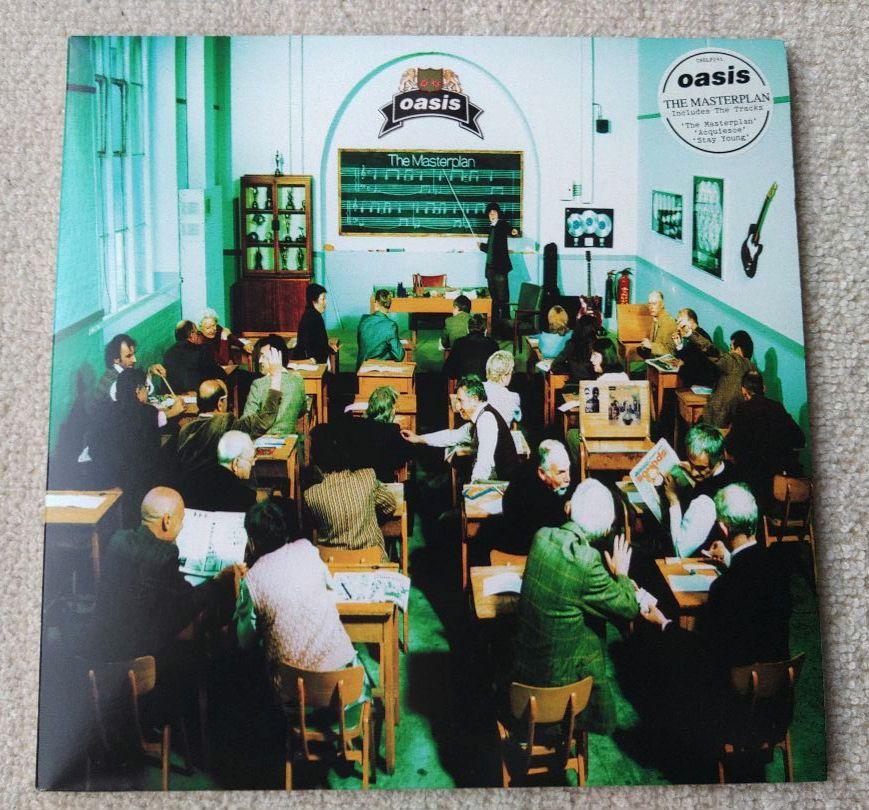 oasis
The Masterplan
oasis
THE MASTERPLAN
Includes The Tracks
'The Masterplan'
'Acquiesce'
'Stay Young'